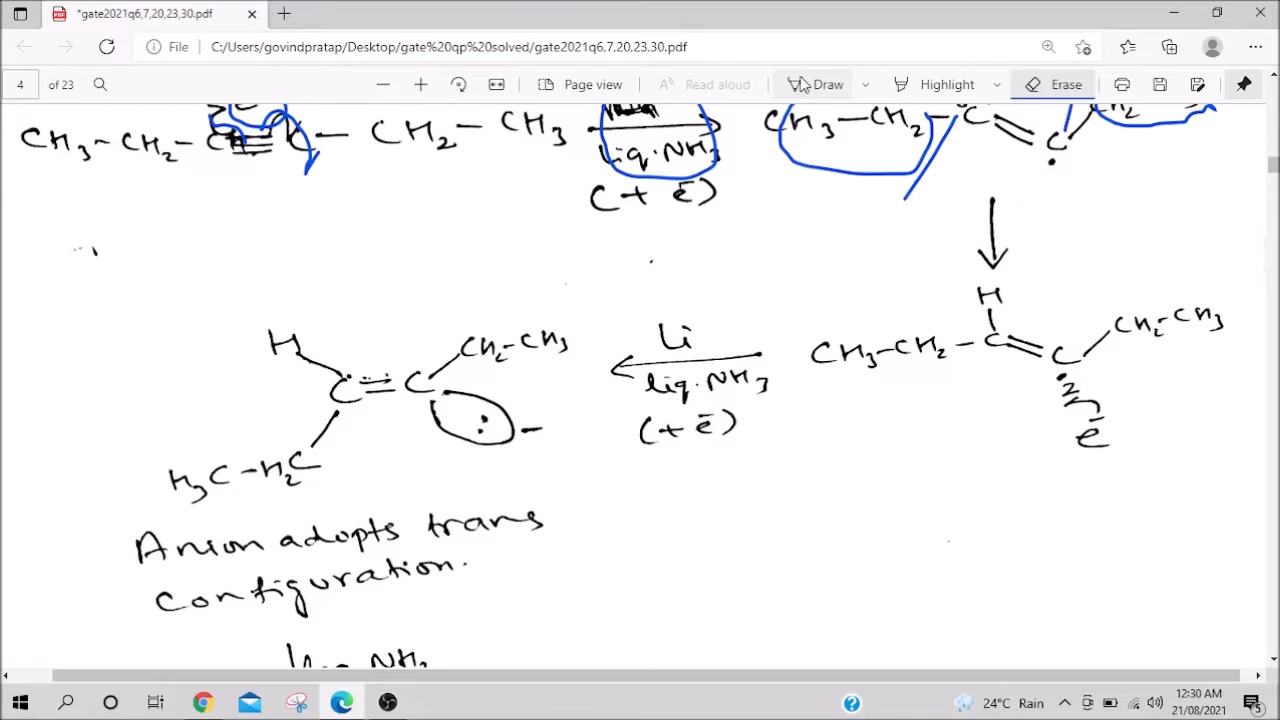 *gate2021q6,7,20,23,30.pdf
File C:/Users/govindpratap/Desktop/gate%20qp%20solved/gate2021q6,7,20,23,30.pdf
4 of 23 Page view Read aloud Draw Highlight Erase
CH3-CH2- ≡ — CH2-CH3 liq.NH3 CH3-CH2-C=C
(+ e̅)
H
CH3-CH2-C=C CH2-CH3
e̅
Li
liq.NH3
(+ e̅)
H CH2-CH3
C=C : -
H3C-H2C
Anion adopts trans
configuration.
NH3
24°C Rain
12:30 AM
21/08/2021
5